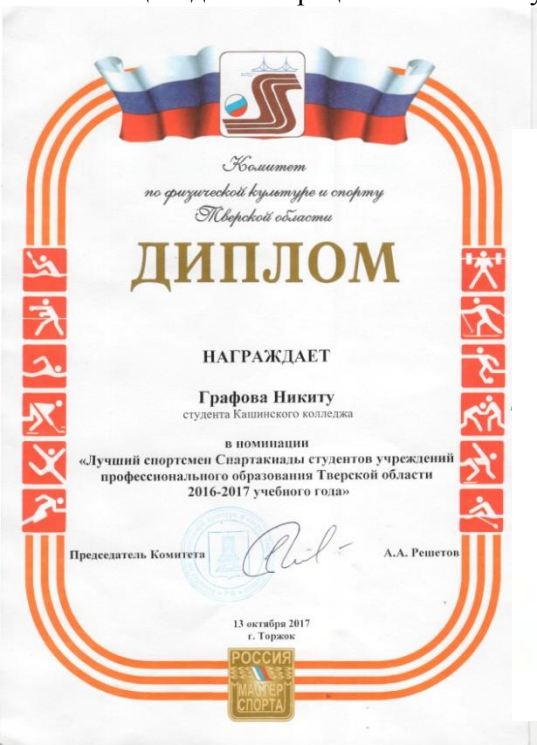 Комитет
по физической культуре и спорту
Тверской области
ДИПЛОМ
НАГРАЖДАЕТ
Графова Никиту
студента Кашинского колледжа
в номинации
«Лучший спортсмен Спартакиады студентов учреждений
профессионального образования Тверской области
2016-2017 учебного года»
Председатель Комитета А.А. Решетов
13 октября 2017
г. Торжок
РОССИЯ
МАСТЕР
СПОРТА